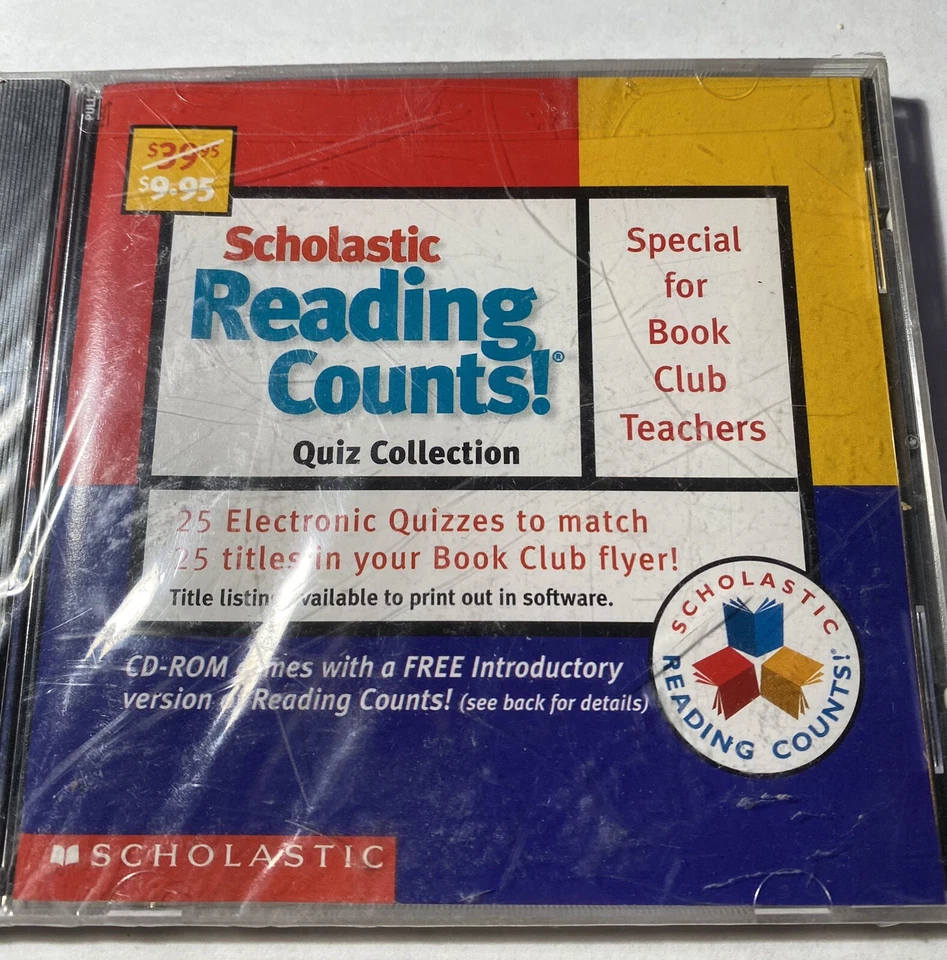 PULL
$39.95
$9.95
Scholastic
Reading
Counts!®
Quiz Collection
Special
for
Book
Club
Teachers
25 Electronic Quizzes to match
25 titles in your Book Club flyer!
Title listing available to print out in software.
CD-ROM comes with a FREE Introductory
version of Reading Counts! (see back for details)
SCHOLASTIC
READING COUNTS!®
SCHOLASTIC